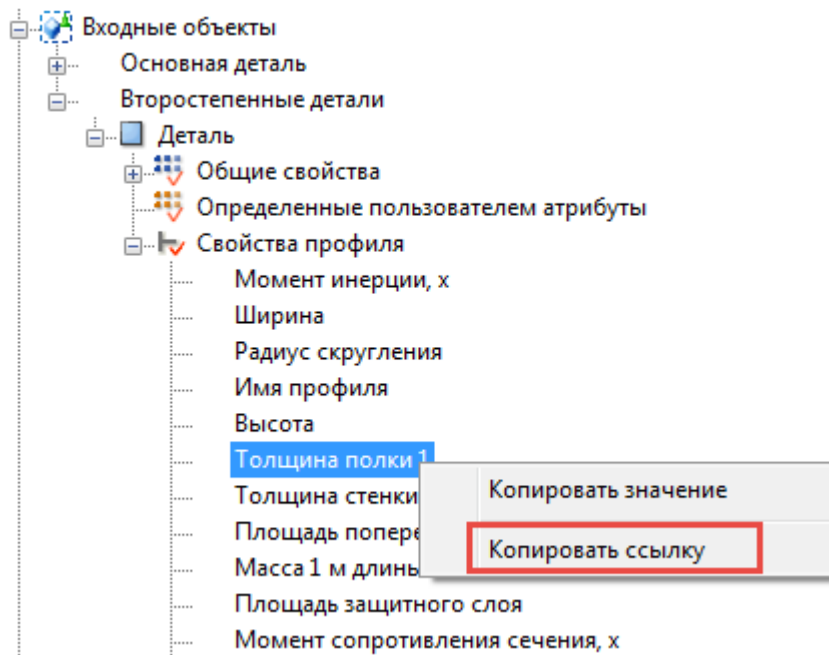 Входные объекты
Основная деталь
Второстепенные детали
Деталь
Общие свойства
Определенные пользователем атрибуты
Свойства профиля
Момент инерции, x
Ширина
Радиус скругления
Имя профиля
Высота
Толщина полки 1
Толщина стенки
Копировать значение
Площадь попере
Копировать ссылку
Масса 1 м длины
Площадь защитного слоя
Момент сопротивления сечения, x